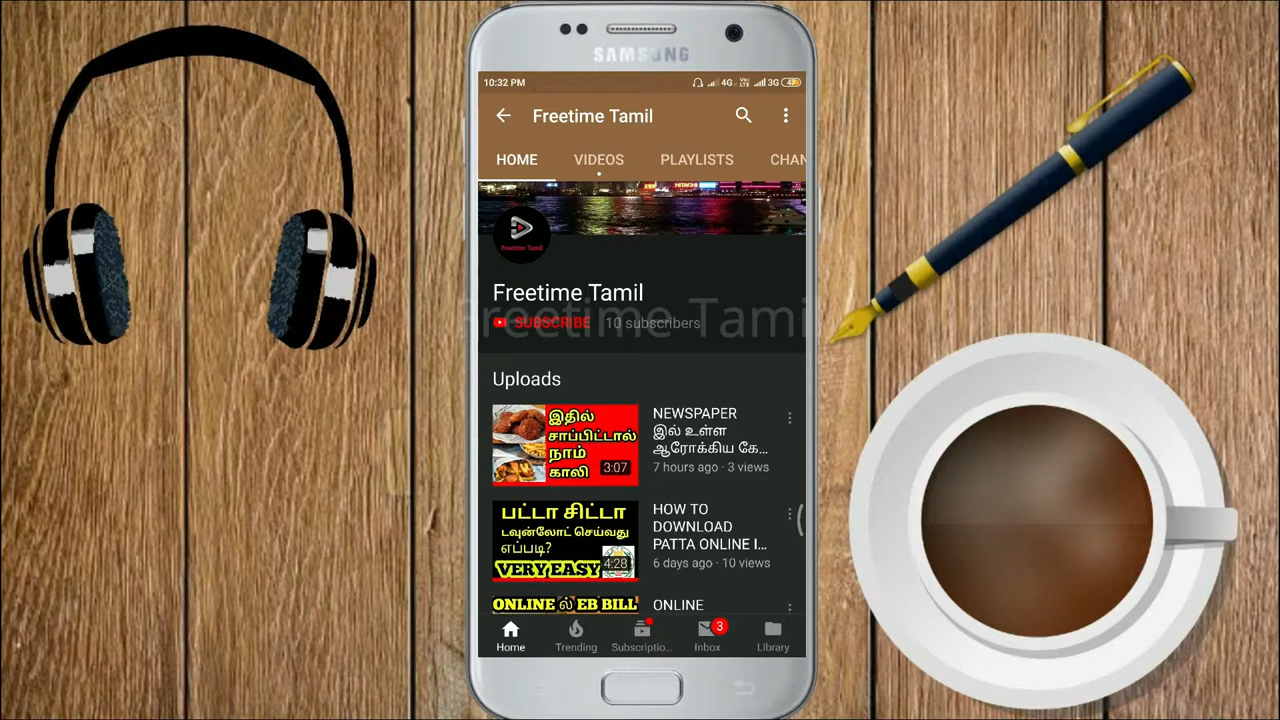 SAMSUNG
10:32 PM 4G VoLTE 3G
Freetime Tamil
HOME VIDEOS PLAYLISTS CHAN
HITACHI
Freetime Tamil
Freetime Tamil
SUBSCRIBE 10 subscribers
Freetime Tamil
Uploads
இதில்
சாப்பிட்டால்
நாம்
காலி
3:07
NEWSPAPER
இல் உள்ள
ஆரோக்கிய கே...
7 hours ago · 3 views
பட்டா சிட்டா
டவுன்லோட் செய்வது
எப்படி?
VERY EASY
4:28
HOW TO
DOWNLOAD
PATTA ONLINE I...
6 days ago · 10 views
ONLINE ல் EB BILL
ONLINE
Home Trending Subscriptio... Inbox 3 Library